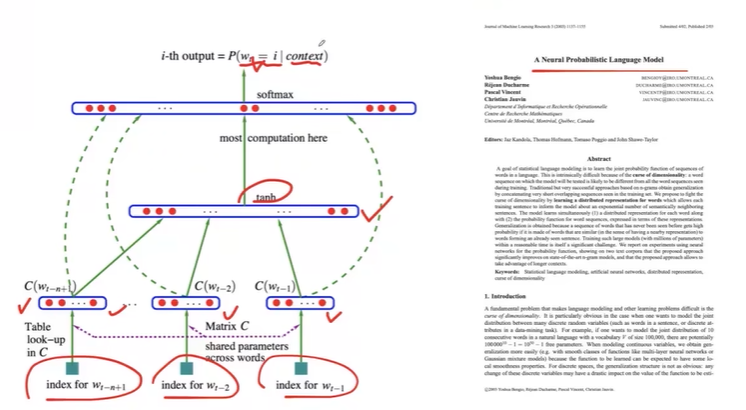 i-th output = P(w_t = i | context)
softmax
...
...
most computation here
tanh
...
...
C(w_{t-n+1})
C(w_{t-2})
C(w_{t-1})
...
...
...
...
Table
look-up
in C
Matrix C
shared parameters
across words
index for w_{t-n+1}
index for w_{t-2}
index for w_{t-1}
Journal of Machine Learning Research 3 (2003) 1137-1155
Submitted 4/02; Published 2/03
A Neural Probabilistic Language Model
Yoshua Bengio
BENGIOY@IRO.UMONTREAL.CA
Réjean Ducharme
DUCHARME@IRO.UMONTREAL.CA
Pascal Vincent
VINCENTP@IRO.UMONTREAL.CA
Christian Jauvin
JAUVINC@IRO.UMONTREAL.CA
Département d'Informatique et Recherche Opérationnelle
Centre de Recherche Mathématiques
Université de Montréal, Montréal, Québec, Canada
Editors: Jaz Kandola, Thomas Hofmann, Tomaso Poggio and John Shawe-Taylor
Abstract
A goal of statistical language modeling is to learn the joint probability function of sequences of
words in a language. This is intrinsically difficult because of the curse of dimensionality: a word
sequence on which the model will be tested is likely to be different from all the word sequences seen
during training. Traditional but very successful approaches based on n-grams obtain generalization
by concatenating very short overlapping sequences seen in the training set. We propose to fight the
curse of dimensionality by learning a distributed representation for words which allows each
training sentence to inform the model about an exponential number of semantically neighboring
sentences. The model learns simultaneously (1) a distributed representation for each word along
with (2) the probability function for word sequences, expressed in terms of these representations.
Generalization is obtained because a sequence of words that has never been seen before gets high
probability if it is made of words that are similar (in the sense of having a nearby representation) to
words forming an already seen sentence. Training such large models (with millions of parameters)
within a reasonable time is itself a significant challenge. We report on experiments using neural
networks for the probability function, showing on two text corpora that the proposed approach
significantly improves on state-of-the-art n-gram models, and that the proposed approach allows to
take advantage of longer contexts.
Keywords: Statistical language modeling, artificial neural networks, distributed representation,
curse of dimensionality
1. Introduction
A fundamental problem that makes language modeling and other learning problems difficult is the
curse of dimensionality. It is particularly obvious in the case when one wants to model the joint
distribution between many discrete random variables (such as words in a sentence, or discrete at-
tributes in a data-mining task). For example, if one wants to model the joint distribution of 10
consecutive words in a natural language with a vocabulary V of size 100,000, there are potentially
100000^10 − 1 = 10^50 − 1 free parameters. When modeling continuous variables, we obtain gen-
eralization more easily (e.g. with smooth classes of functions like multi-layer neural networks or
Gaussian mixture models) because the function to be learned can be expected to have some lo-
cal smoothness properties. For discrete spaces, the generalization structure is not as obvious: any
change of these discrete variables may have a drastic impact on the value of the function to be esti-
©2003 Yoshua Bengio, Réjean Ducharme, Pascal Vincent, Christian Jauvin.